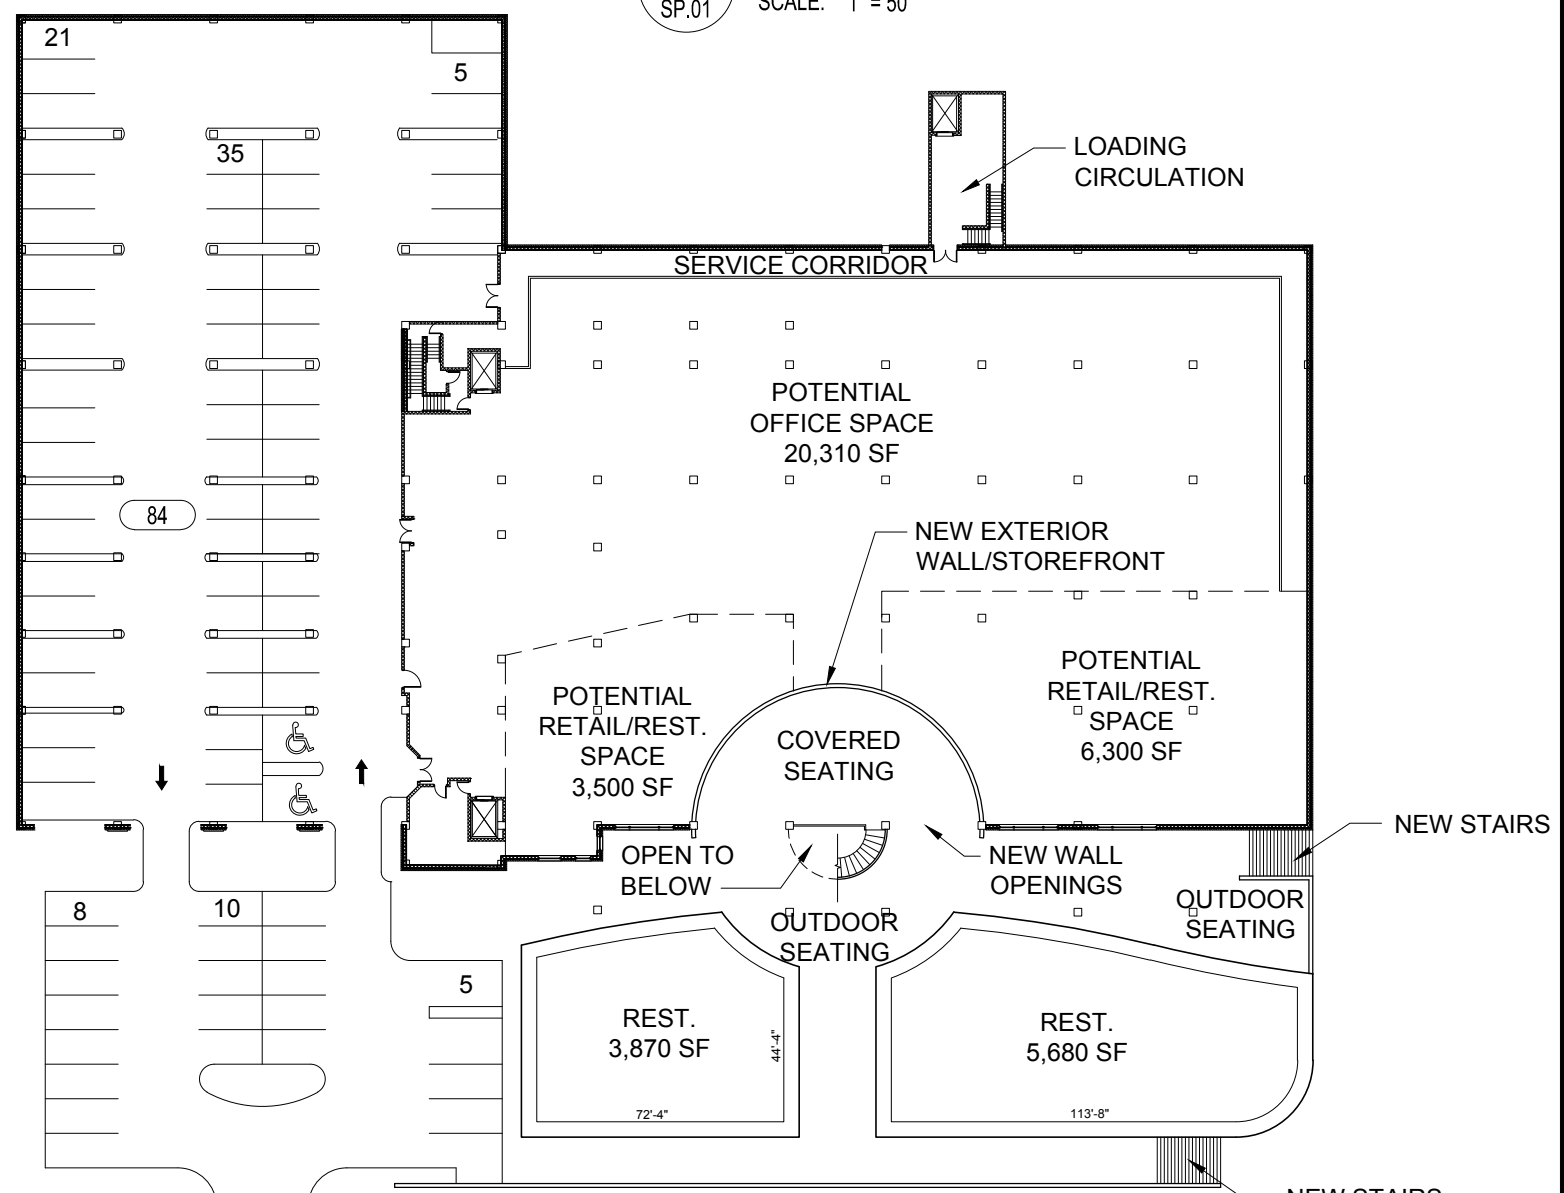 SP.01
SCALE: 1" = 50'
21
5
35
LOADING
CIRCULATION
SERVICE CORRIDOR
POTENTIAL
OFFICE SPACE
20,310 SF
84
NEW EXTERIOR
WALL/STOREFRONT
POTENTIAL
RETAIL/REST.
SPACE
6,300 SF
POTENTIAL
RETAIL/REST.
SPACE
3,500 SF
COVERED
SEATING
NEW STAIRS
OPEN TO
BELOW
NEW WALL
OPENINGS
OUTDOOR
SEATING
OUTDOOR
SEATING
8
10
5
REST.
3,870 SF
44'-4"
72'-4"
REST.
5,680 SF
113'-8"
NEW STAIRS